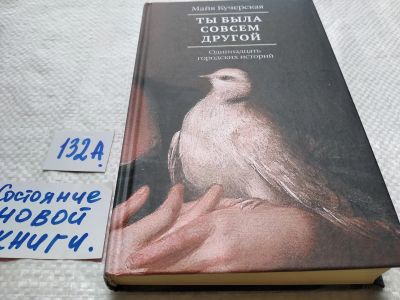 Майя Кучерская
ТЫ БЫЛА
СОВСЕМ
ДРУГОЙ
Одиннадцать
городских историй
132А
Состояние
новой
книги.